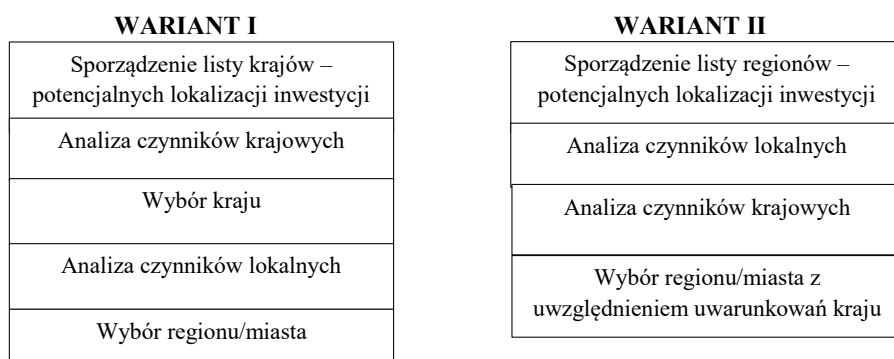 WARIANT I
Sporządzenie listy krajów –
potencjalnych lokalizacji inwestycji
Analiza czynników krajowych
Wybór kraju
Analiza czynników lokalnych
Wybór regionu/miasta
WARIANT II
Sporządzenie listy regionów –
potencjalnych lokalizacji inwestycji
Analiza czynników lokalnych
Analiza czynników krajowych
Wybór regionu/miasta z
uwzględnieniem uwarunkowań kraju